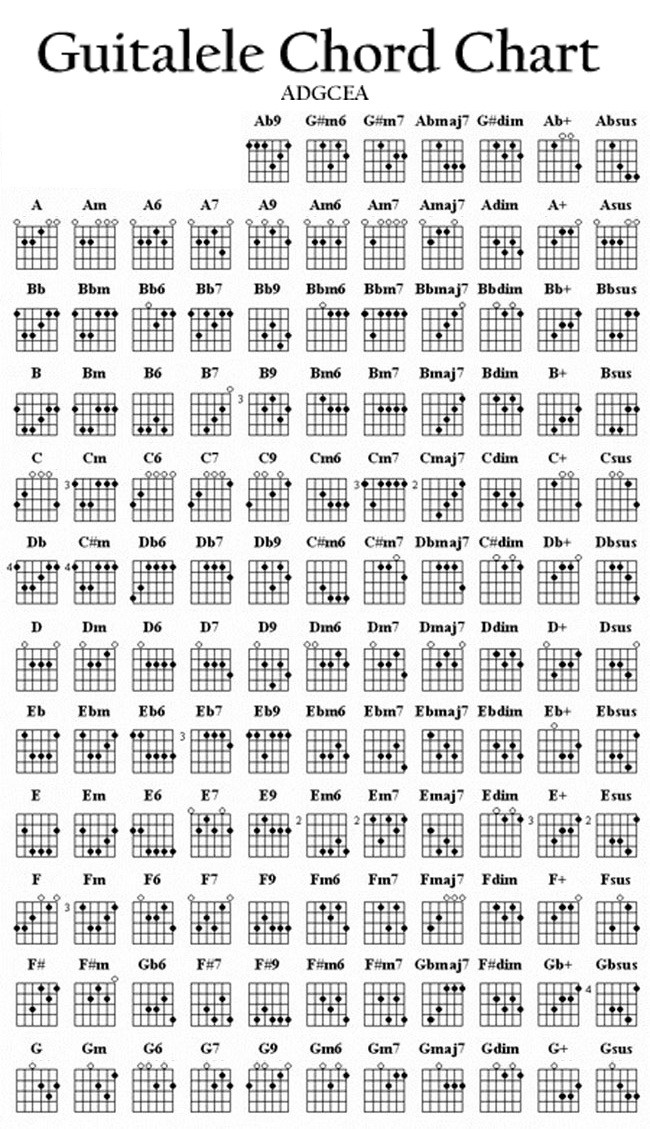 Guitalele Chord Chart
ADGCEA
Ab9 G#m6 G#m7 Abmaj7 G#dim Ab+ Absus
A Am A6 A7 A9 Am6 Am7 Amaj7 Adim A+ Asus
Bb Bbm Bb6 Bb7 Bb9 Bbm6 Bbm7 Bbmaj7 Bbdim Bb+ Bbsus
B Bm B6 B7 B9 Bm6 Bm7 Bmaj7 Bdim B+ Bsus
3
C Cm C6 C7 C9 Cm6 Cm7 Cmaj7 Cdim C+ Csus
3 3 2
Db C#m Db6 Db7 Db9 C#m6 C#m7 Dbmaj7 C#dim Db+ Dbsus
4 4
D Dm D6 D7 D9 Dm6 Dm7 Dmaj7 Ddim D+ Dsus
Eb Ebm Eb6 Eb7 Eb9 Ebm6 Ebm7 Ebmaj7 Ebdim Eb+ Ebsus
3
E Em E6 E7 E9 Em6 Em7 Emaj7 Edim E+ Esus
2 2 3 2
F Fm F6 F7 F9 Fm6 Fm7 Fmaj7 Fdim F+ Fsus
3
F# F#m Gb6 F#7 F#9 F#m6 F#m7 Gbmaj7 F#dim Gb+ Gbsus
4
G Gm G6 G7 G9 Gm6 Gm7 Gmaj7 Gdim G+ Gsus